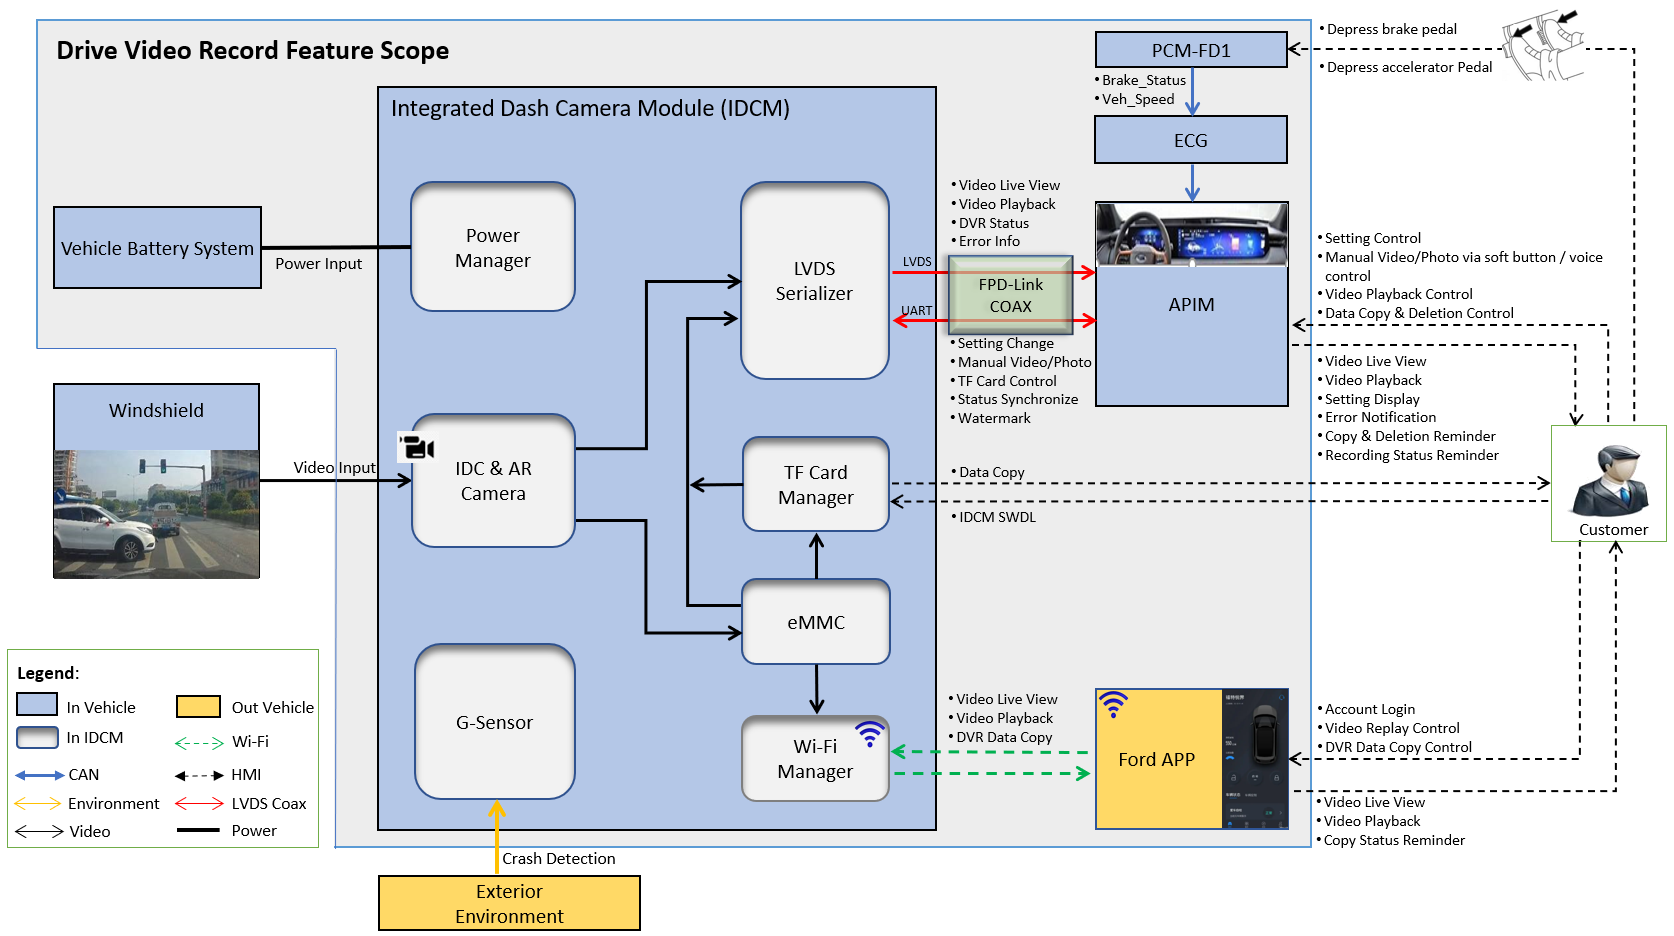 Drive Video Record Feature Scope
Integrated Dash Camera Module (IDCM)
Vehicle Battery System
Power Input
Power
Manager
Windshield
Video Input
IDC & AR
Camera
G-Sensor
LVDS
Serializer
TF Card
Manager
eMMC
Wi-Fi
Manager
Crash Detection
Exterior
Environment
• Video Live View
• Video Playback
• DVR Status
• Error Info
LVDS
UART
FPD-Link
COAX
• Setting Change
• Manual Video/Photo
• TF Card Control
• Status Synchronize
• Watermark
• Data Copy
• IDCM SWDL
• Video Live View
• Video Playback
• DVR Data Copy
PCM-FD1
• Brake_Status
• Veh_Speed
ECG
APIM
Ford APP
• Depress brake pedal
• Depress accelerator Pedal
• Setting Control
• Manual Video/Photo via soft button / voice
control
• Video Playback Control
• Data Copy & Deletion Control
• Video Live View
• Video Playback
• Setting Display
• Error Notification
• Copy & Deletion Reminder
• Recording Status Reminder
Customer
• Account Login
• Video Replay Control
• DVR Data Copy Control
• Video Live View
• Video Playback
• Copy Status Reminder
Legend:
In Vehicle
Out Vehicle
In IDCM
Wi-Fi
CAN
HMI
Environment
LVDS Coax
Video
Power